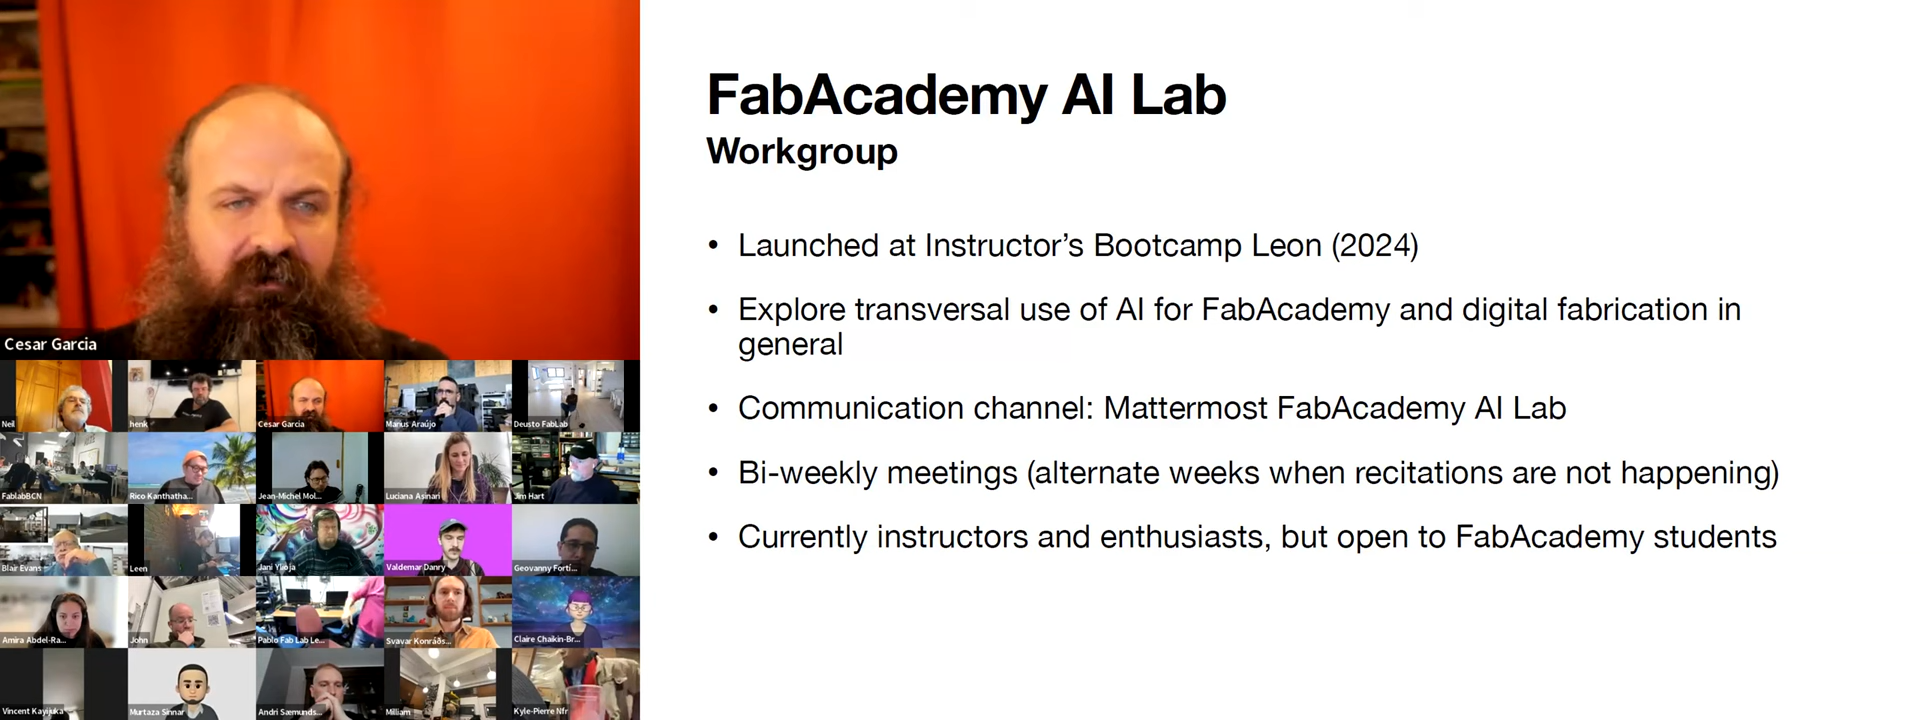 FabAcademy AI Lab
Workgroup
• Launched at Instructor's Bootcamp Leon (2024)
• Explore transversal use of AI for FabAcademy and digital fabrication in
general
• Communication channel: Mattermost FabAcademy AI Lab
• Bi-weekly meetings (alternate weeks when recitations are not happening)
• Currently instructors and enthusiasts, but open to FabAcademy students
Cesar Garcia
Neil
henk
Cesar Garcia
Marius Araújo
Deusto FabLab
FablabBCN
Rico Kanthatha...
Jean-Michel Mol...
Luciana Asinari
Jim Hart
Blair Evans
Leen
Jani Ylioja
Valdemar Danry
Geovanny Fortí...
Amira Abdel-Ra...
John
Pablo Fab Lab Le...
Svavar Konráðs...
Claire Chaikin-Br...
Vincent Kayijuka
Murtaza Sinnar
Andri Sæmunds...
Milliam
Kyle-Pierre Nfr